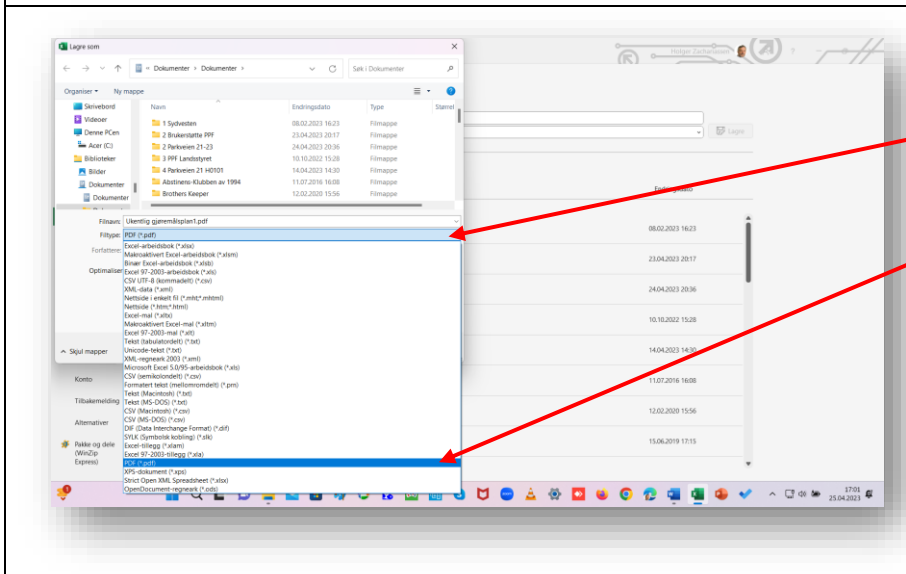 Lagre som
Holger Zachariassen
?
Dokumenter > Dokumenter >
Søk i Dokumenter
Organiser Ny mappe
Skrivebord
Videoer
Denne PCen
Acer (C:)
Biblioteker
Bilder
Dokumenter
Dokumenter
Navn Endringsdato Type Størrel
1 Sydvesten 08.02.2023 16:23 Filmappe
2 Brukerstøtte PPF 23.04.2023 20:17 Filmappe
2 Parkveien 21-23 24.04.2023 20:36 Filmappe
3 PPF Landsstyret 10.10.2022 15:28 Filmappe
4 Parkveien 21 H0101 14.04.2023 14:30 Filmappe
Abstinens-Klubben av 1994 11.07.2016 16:08 Filmappe
Brothers Keeper 12.02.2020 15:56 Filmappe
Lagre
Filnavn: Ukentlig gjøremålsplan1.pdf
Filtype: PDF (*.pdf)
Forfattere:
Optimaliser
Excel-arbeidsbok (*.xlsx)
Makroaktivert Excel-arbeidsbok (*.xlsm)
Binær Excel-arbeidsbok (*.xlsb)
Excel 97-2003-arbeidsbok (*.xls)
CSV UTF-8 (kommadelt) (*.csv)
XML-data (*.xml)
Nettside i enkelt fil (*.mht;*.mhtml)
Nettside (*.htm;*.html)
Excel-mal (*.xltx)
Makroaktivert Excel-mal (*.xltm)
Excel 97-2003-mal (*.xlt)
Tekst (tabulatordelt) (*.txt)
Unicode-tekst (*.txt)
XML-regneark 2003 (*.xml)
Microsoft Excel 5.0/95-arbeidsbok (*.xls)
CSV (semikolondelt) (*.csv)
Formatert tekst (mellomromdelt) (*.prn)
Tekst (Macintosh) (*.txt)
Tekst (MS-DOS) (*.txt)
CSV (Macintosh) (*.csv)
CSV (MS-DOS) (*.csv)
DIF (Data Interchange Format) (*.dif)
SYLK (Symbolsk kobling) (*.slk)
Excel-tillegg (*.xlam)
Excel 97-2003-tillegg (*.xla)
PDF (*.pdf)
XPS-dokument (*.xps)
Strict Open XML Spreadsheet (*.xlsx)
OpenDocument-regneark (*.ods)
Skjul mapper
Konto
Tilbakemelding
Alternativer
Pakke og dele
(WinZip
Express)
08.02.2023 16:23
23.04.2023 20:17
24.04.2023 20:36
10.10.2022 15:28
14.04.2023 14:30
11.07.2016 16:08
12.02.2020 15:56
15.06.2019 17:15
17:01
25.04.2023